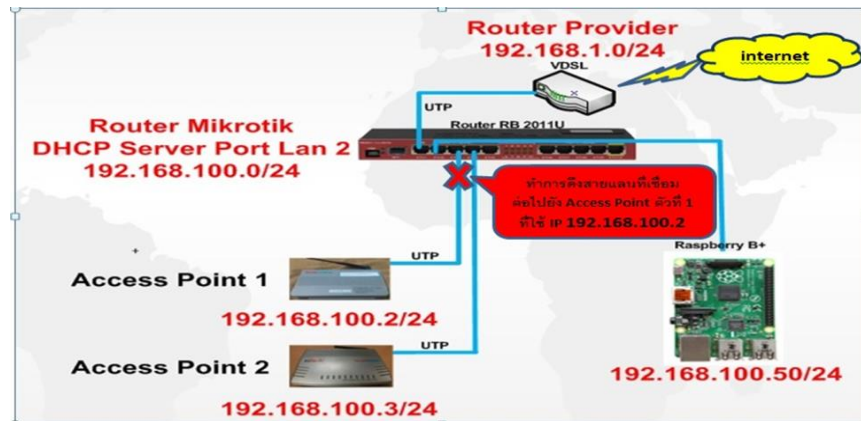 Router Provider
192.168.1.0/24
VDSL
internet
UTP
Router RB 2011U
Router Mikrotik
DHCP Server Port Lan 2
192.168.100.0/24
ทำการดึงสายแลนที่เชื่อม
ต่อไปยัง Access Point ตัวที่ 1
ที่ใช้ IP 192.168.100.2
Raspberry B+
UTP
Access Point 1
192.168.100.2/24
UTP
Access Point 2
192.168.100.3/24
192.168.100.50/24